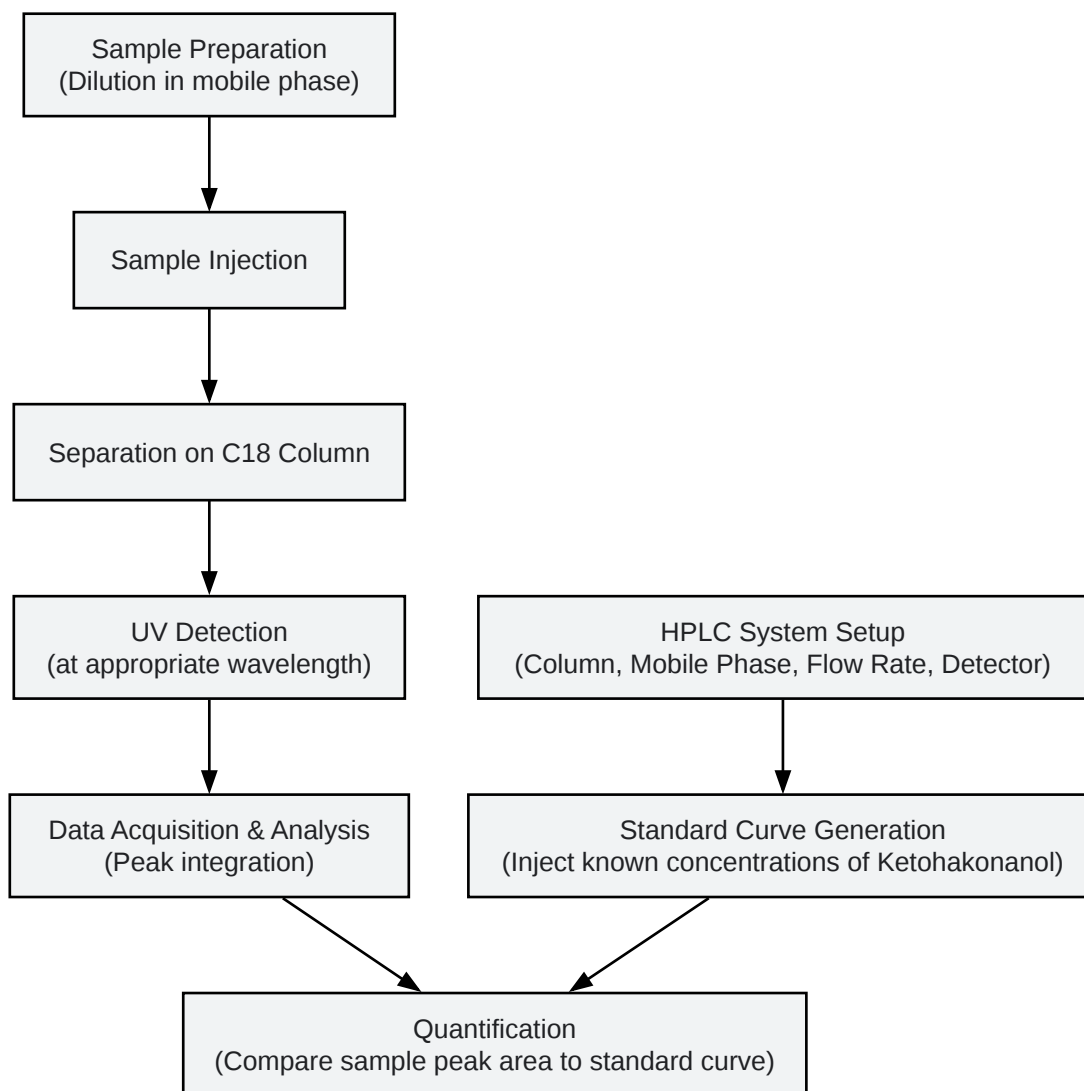 Sample Preparation
(Dilution in mobile phase)
Sample Injection
Separation on C18 Column
UV Detection
(at appropriate wavelength)
HPLC System Setup
(Column, Mobile Phase, Flow Rate, Detector)
Data Acquisition & Analysis
(Peak integration)
Standard Curve Generation
(Inject known concentrations of Ketohakonanol)
Quantification
(Compare sample peak area to standard curve)